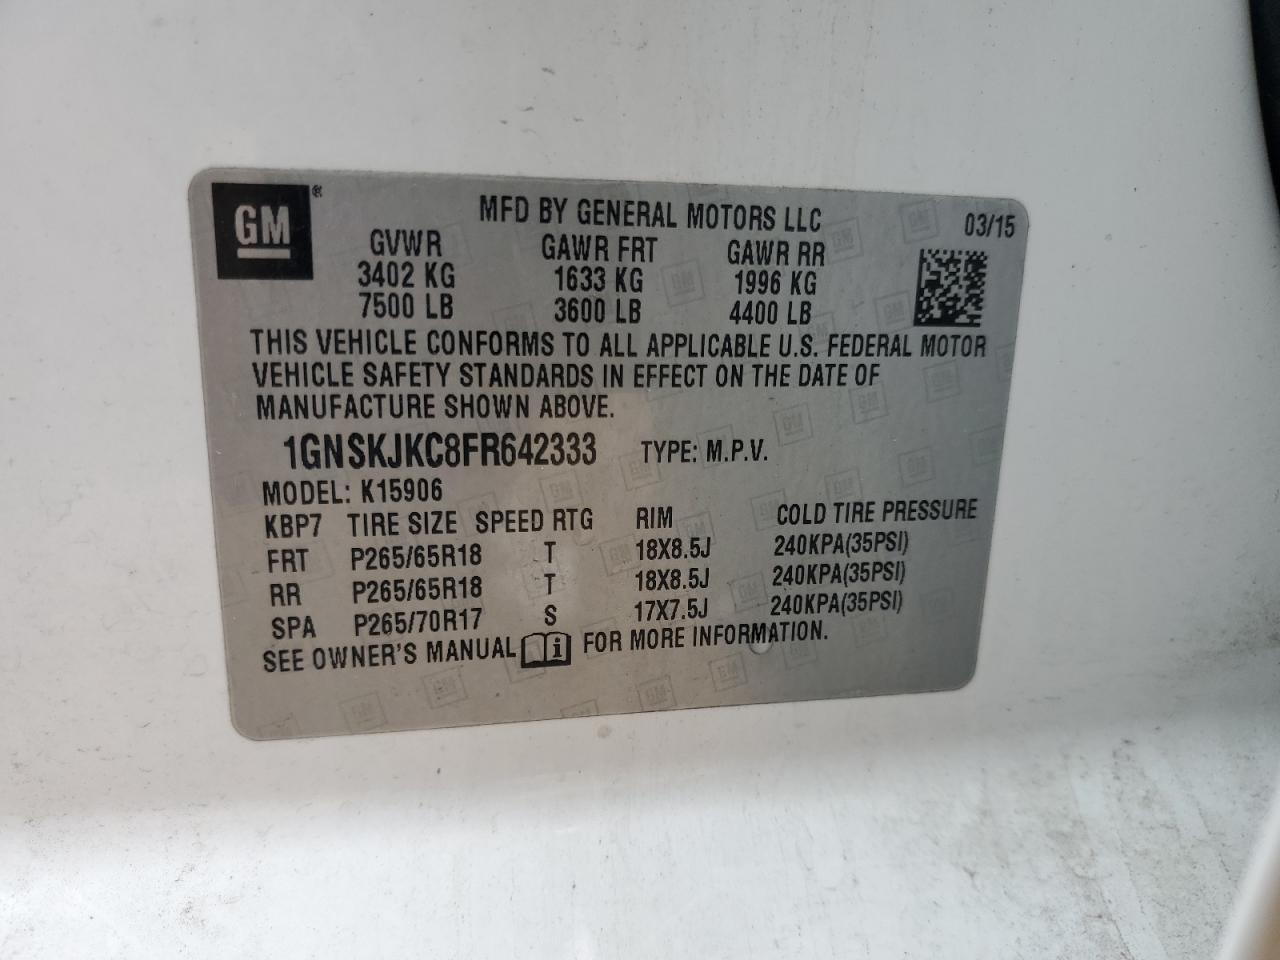 GM®
MFD BY GENERAL MOTORS LLC 03/15
GVWR GAWR FRT GAWR RR
3402 KG 1633 KG 1996 KG
7500 LB 3600 LB 4400 LB
THIS VEHICLE CONFORMS TO ALL APPLICABLE U.S. FEDERAL MOTOR
VEHICLE SAFETY STANDARDS IN EFFECT ON THE DATE OF
MANUFACTURE SHOWN ABOVE.
1GNSKJKC8FR642333 TYPE: M.P.V.
MODEL: K15906
KBP7 TIRE SIZE SPEED RTG RIM COLD TIRE PRESSURE
FRT P265/65R18 T 18X8.5J 240KPA(35PSI)
RR P265/65R18 T 18X8.5J 240KPA(35PSI)
SPA P265/70R17 S 17X7.5J 240KPA(35PSI)
SEE OWNER'S MANUAL i FOR MORE INFORMATION.